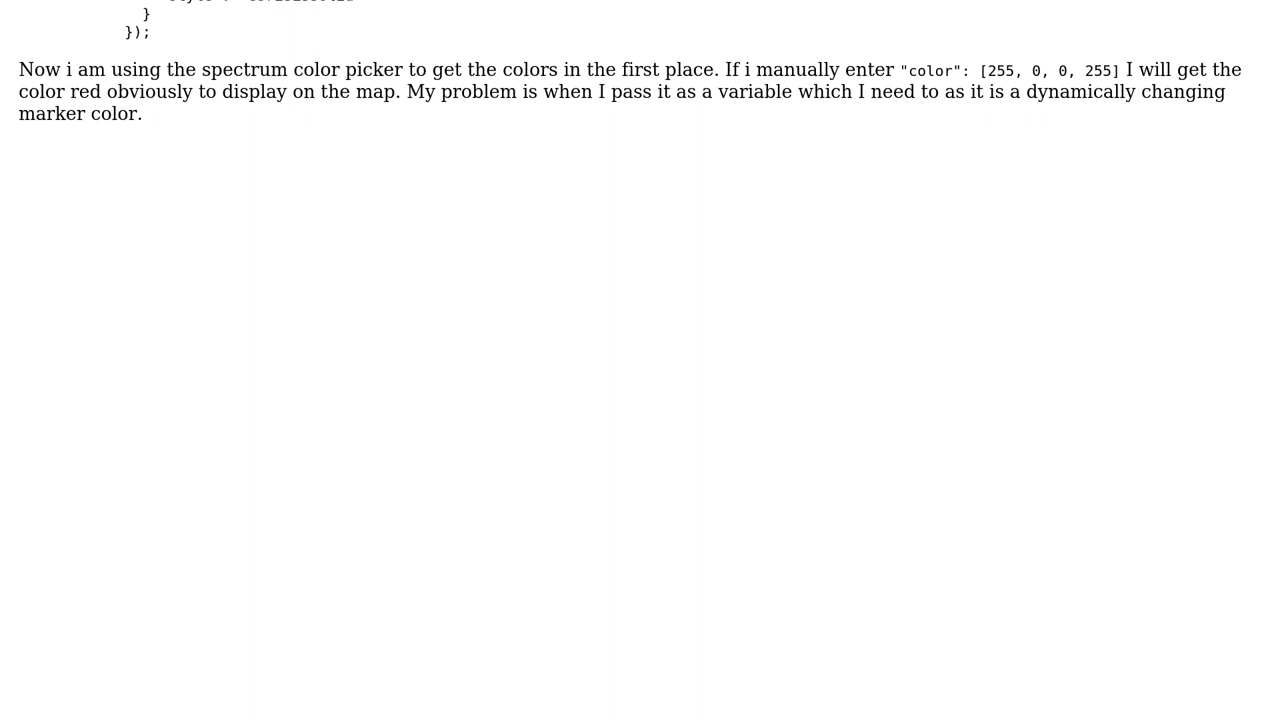 }
});
Now i am using the spectrum color picker to get the colors in the first place. If i manually enter "color": [255, 0, 0, 255] I will get the
color red obviously to display on the map. My problem is when I pass it as a variable which I need to as it is a dynamically changing
marker color.